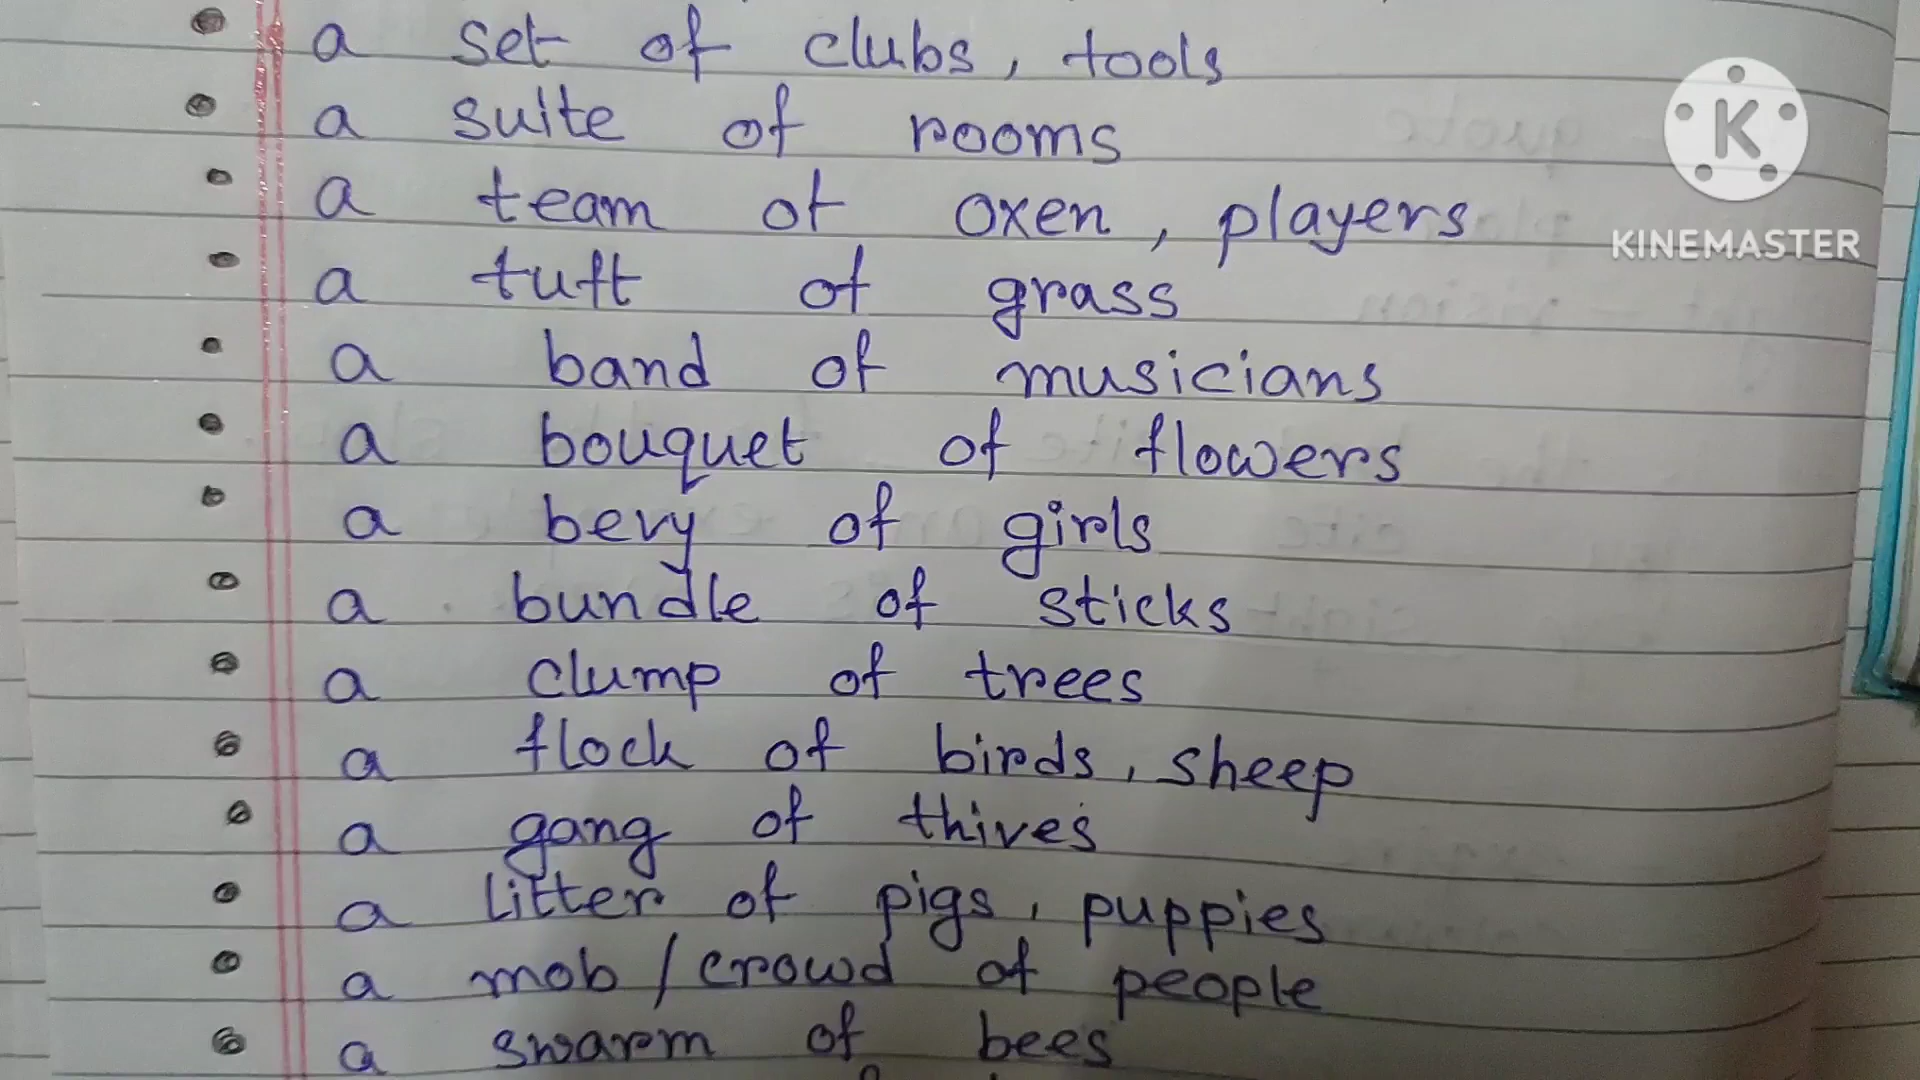 a set of clubs, tools
a suite of rooms
a team of oxen, players
a tuft of grass
a band of musicians
a bouquet of flowers
a bevy of girls
a bundle of sticks
a clump of trees
a flock of birds, sheep
a gang of thives
a litter of pigs, puppies
a mob / crowd of people
a swarm of bees
K
KINEMASTER